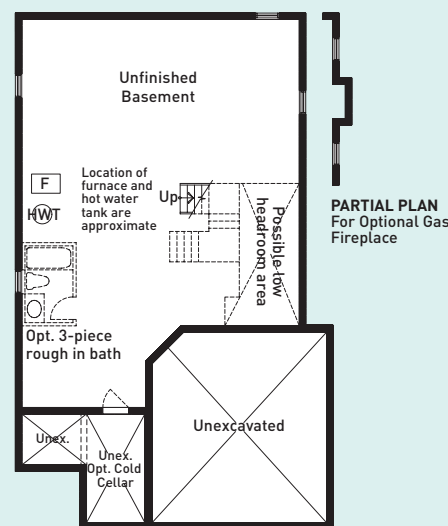 Unfinished
Basement
F
HWT
Location of
furnace and
hot water
tank are
approximate
Up
Possible low
headroom area
PARTIAL PLAN
For Optional Gas
Fireplace
Opt. 3-piece
rough in bath
Unex.
Unex.
Opt. Cold
Cellar
Unexcavated